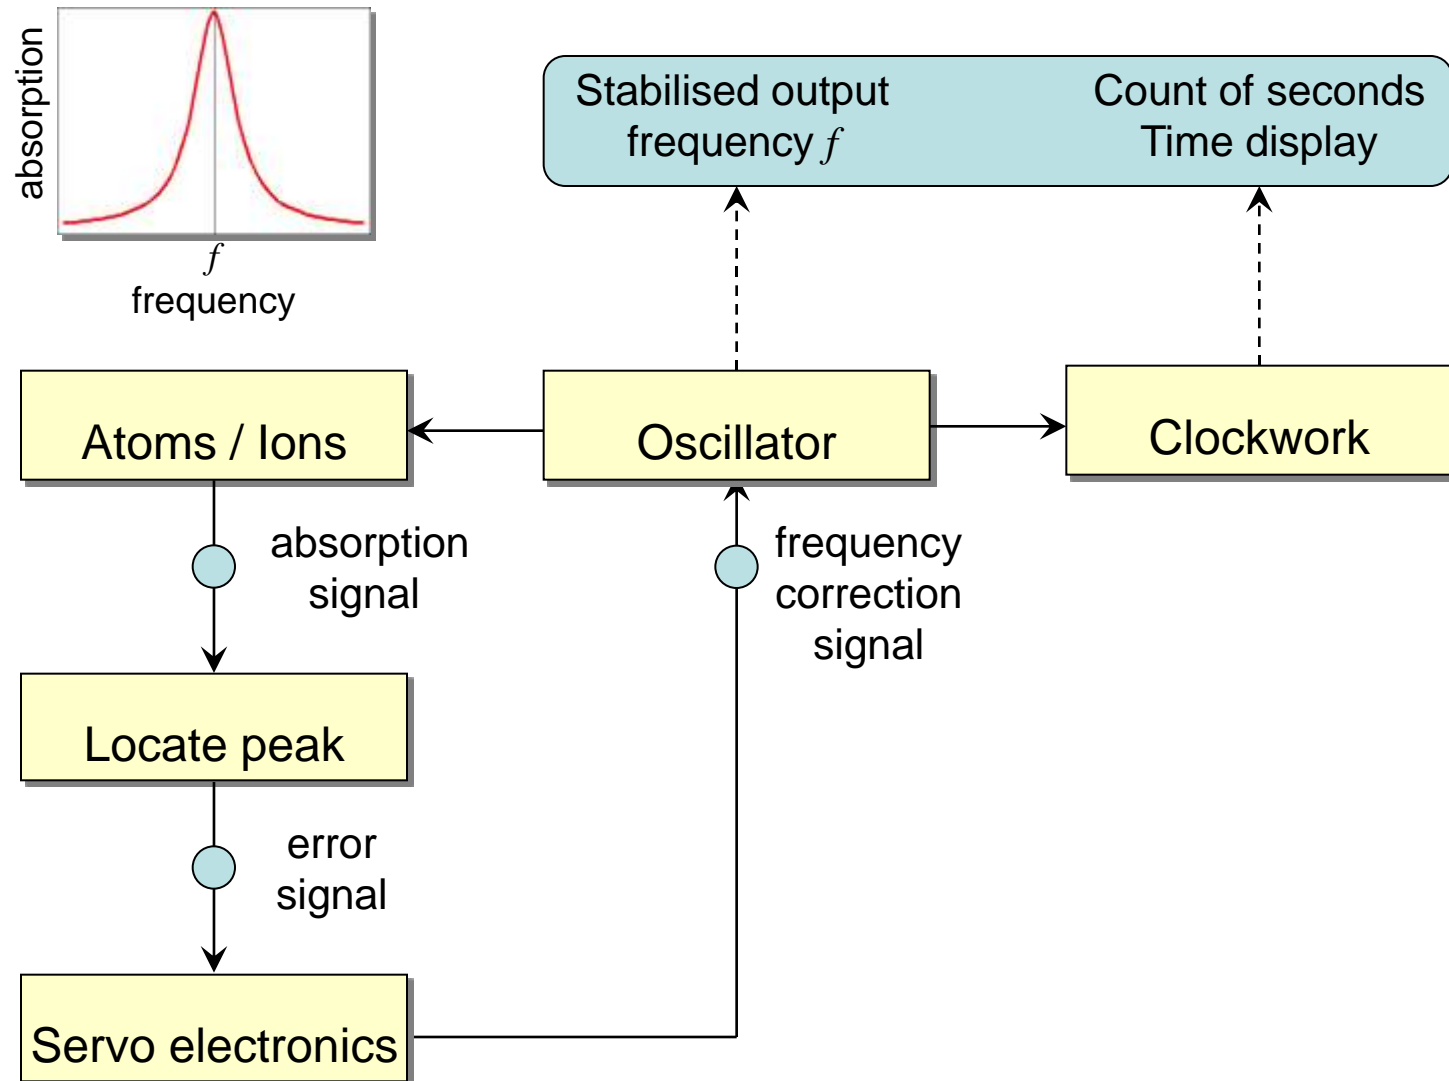 absorption
f
frequency
Stabilised output
frequency f
Count of seconds
Time display
Atoms / Ions
Oscillator
Clockwork
absorption
signal
frequency
correction
signal
Locate peak
error
signal
Servo electronics